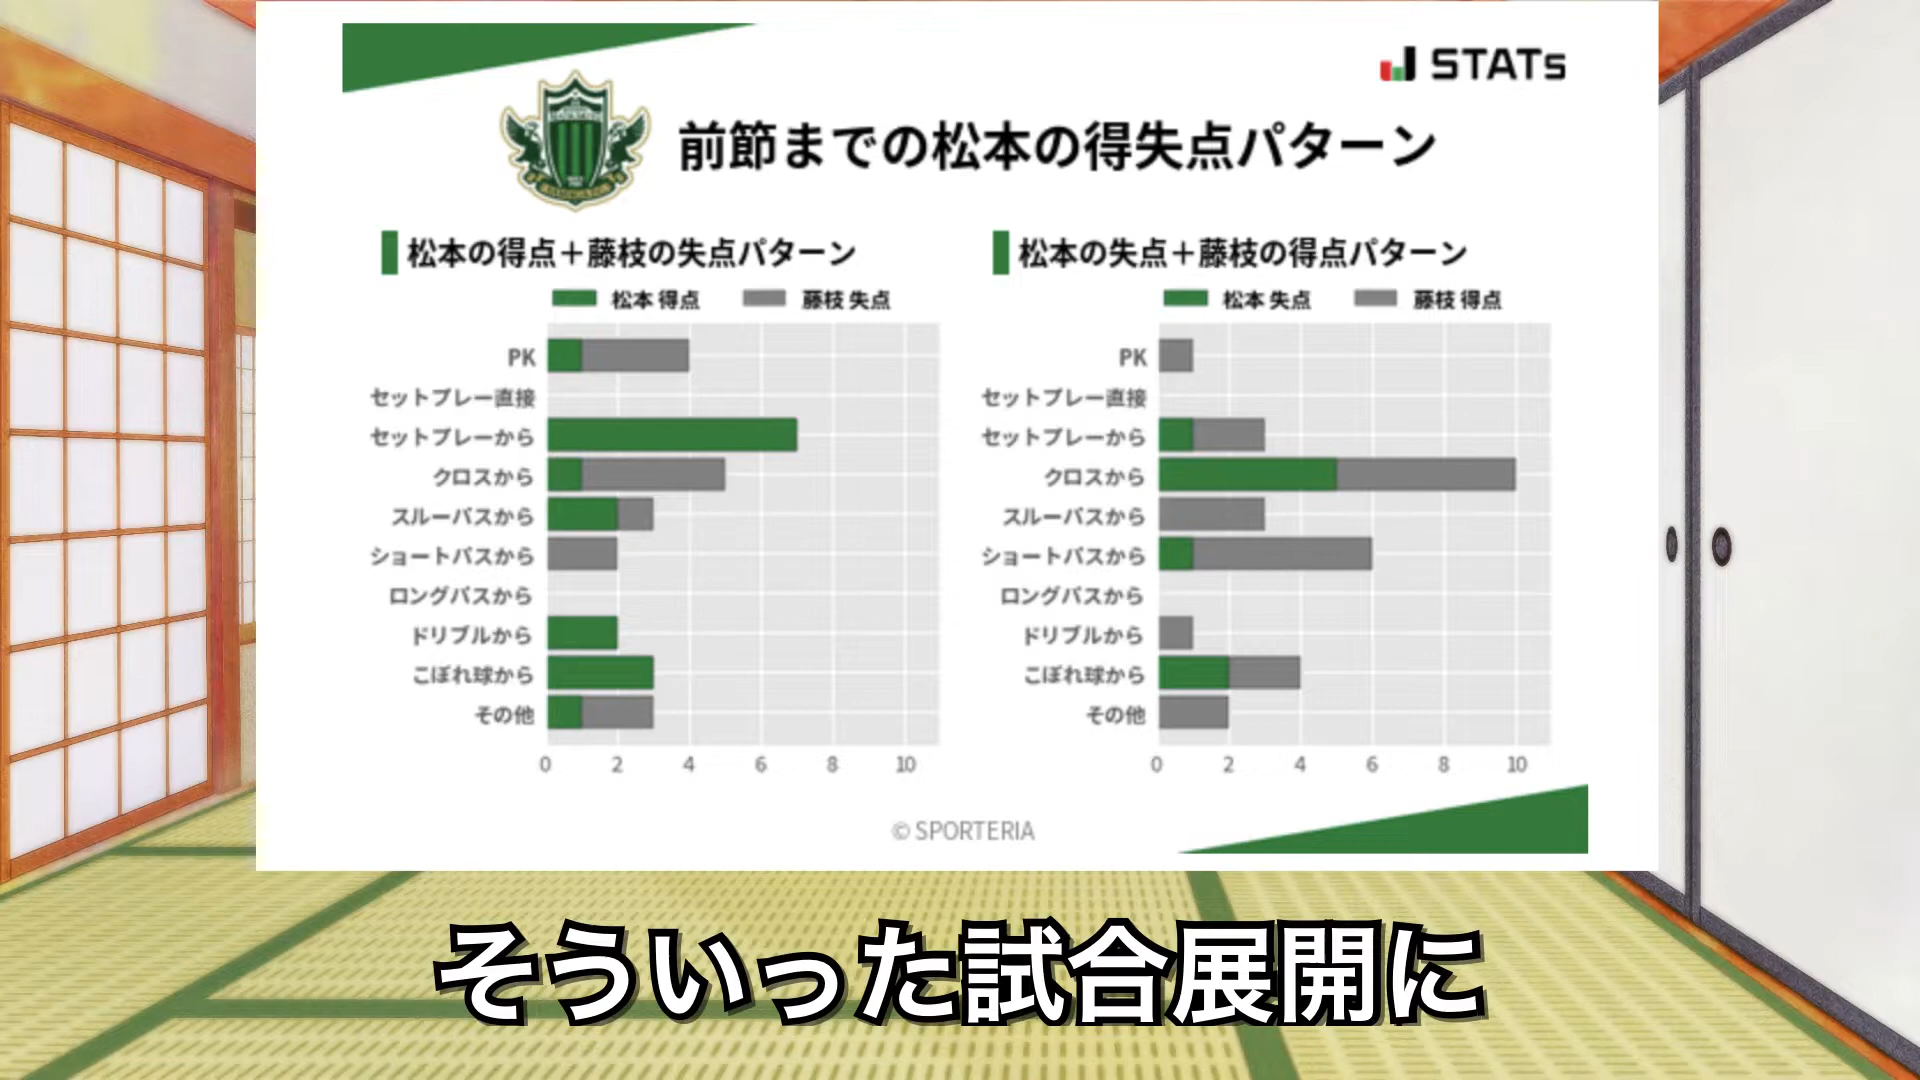 STATs
前節までの松本の得失点パターン
松本の得点＋藤枝の失点パターン
松本 得点 藤枝 失点
PK
セットプレー直接
セットプレーから
クロスから
スルーパスから
ショートパスから
ロングパスから
ドリブルから
こぼれ球から
その他
0 2 4 6 8 10
松本の失点＋藤枝の得点パターン
松本 失点 藤枝 得点
PK
セットプレー直接
セットプレーから
クロスから
スルーパスから
ショートパスから
ロングパスから
ドリブルから
こぼれ球から
その他
0 2 4 6 8 10
© SPORTERIA
そういった試合展開に